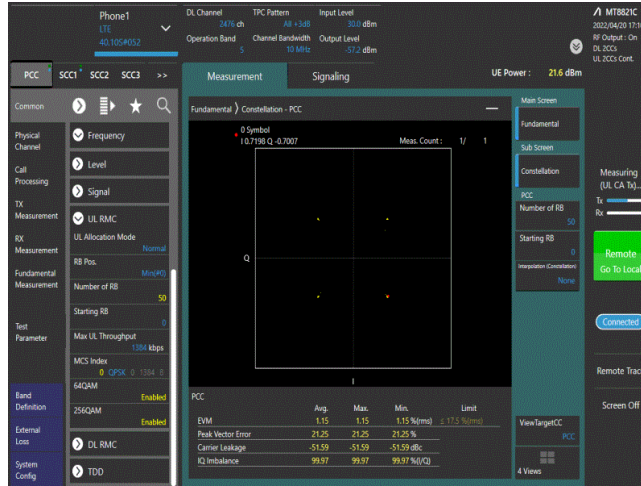 Phone1
LTE
40.105#052
DL Channel
2476 ch
TPC Pattern
All +3dB
Input Level
30.0 dBm
Operation Band
5
Channel Bandwidth
10 MHz
Output Level
-57.2 dBm
MT8821C
2022/04/20 17:1
RF Output : On
DL 2CCs
UL 2CCs Cont.
PCC
SCC1
SCC2
SCC3
>>
Measurement
Signaling
UE Power : 21.6 dBm
Common
Physical
Channel
Call
Processing
TX
Measurement
RX
Measurement
Fundamental
Measurement
Test
Parameter
Band
Definition
External
Loss
System
Config
Frequency
Level
Signal
UL RMC
UL Allocation Mode
Normal
RB Pos.
Min(#0)
Number of RB
50
Starting RB
0
Max UL Throughput
1384 kbps
MCS Index
0 QPSK 0 1384 8
64QAM
Enabled
256QAM
Enabled
DL RMC
TDD
Fundamental ⟩ Constellation - PCC
0 Symbol
I 0.7198 Q -0.7007
Meas. Count : 1/ 1
Q
I
PCC
Avg. Max. Min. Limit
EVM 1.15 1.15 1.15 %(rms) ≤ 17.5 %(rms)
Peak Vector Error 21.25 21.25 21.25 %
Carrier Leakage -51.59 -51.59 -51.59 dBc
IQ Imbalance 99.97 99.97 99.97 %(I/Q)
Main Screen
Fundamental
Sub Screen
Constellation
PCC
Number of RB
50
Starting RB
0
Interpolation (Constellation)
None
ViewTargetCC
PCC
4 Views
Measuring
(UL CA Tx)...
Tx
Rx
Remote
Go To Local
Connected
Remote Trac
Screen Off